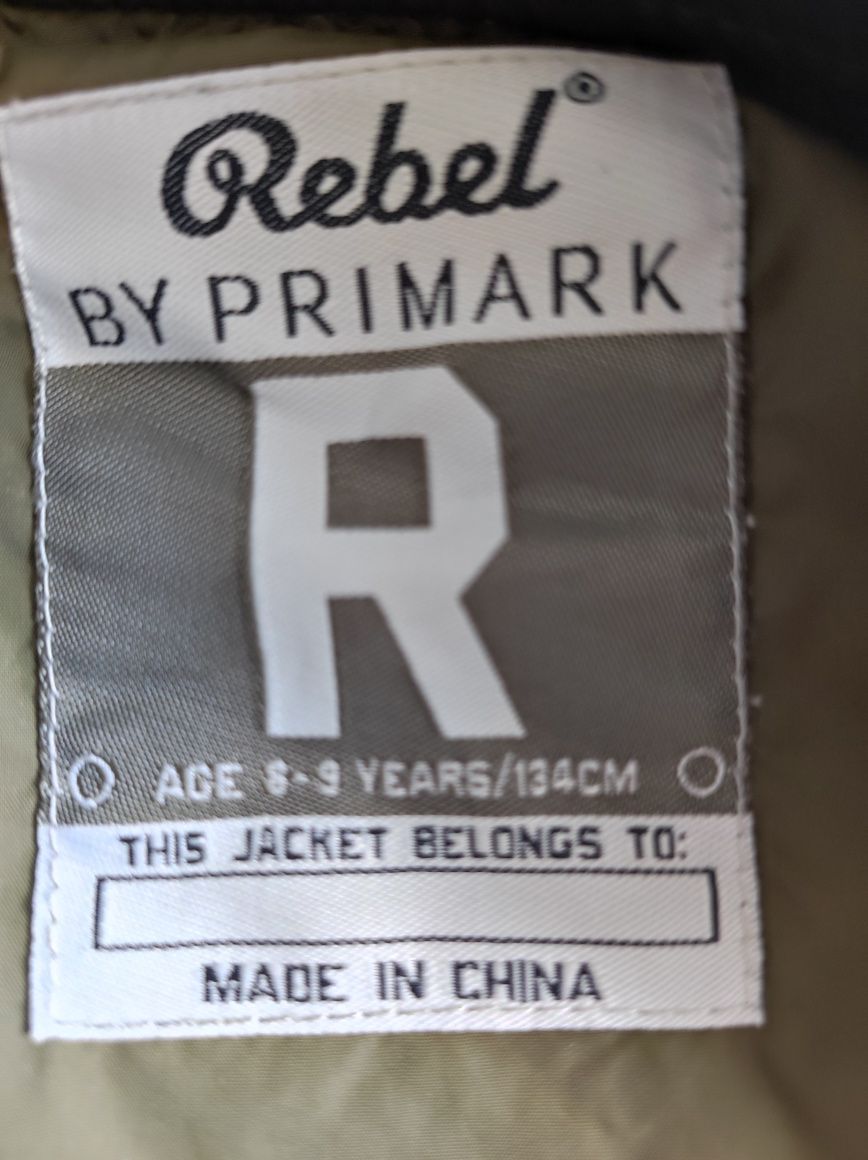 Rebel®
BY PRIMARK
R
AGE 8-9 YEARS/134CM
THIS JACKET BELONGS TO:
MADE IN CHINA